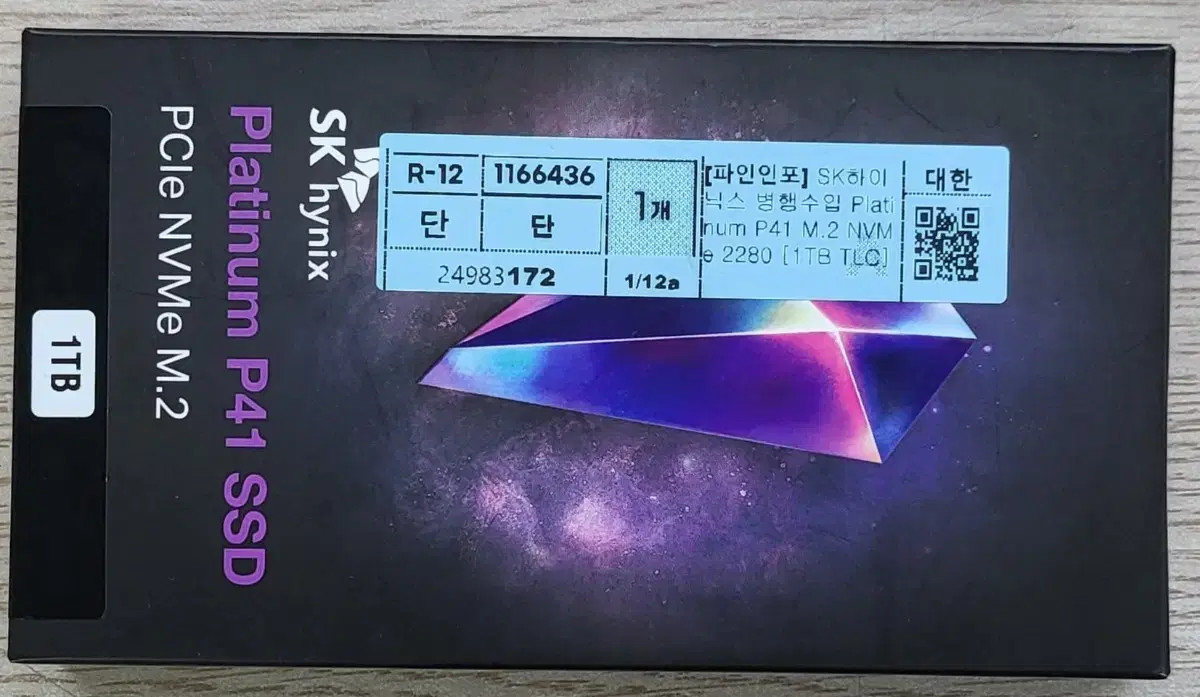 SK hynix
Platinum P41 SSD
PCIe NVMe M.2
1TB
R-12
1166436
단
단
24983172
1개
1/12a
[파인인포] SK하이
닉스 병행수입 Plati
num P41 M.2 NVM
e 2280 [1TB TLC]
대한